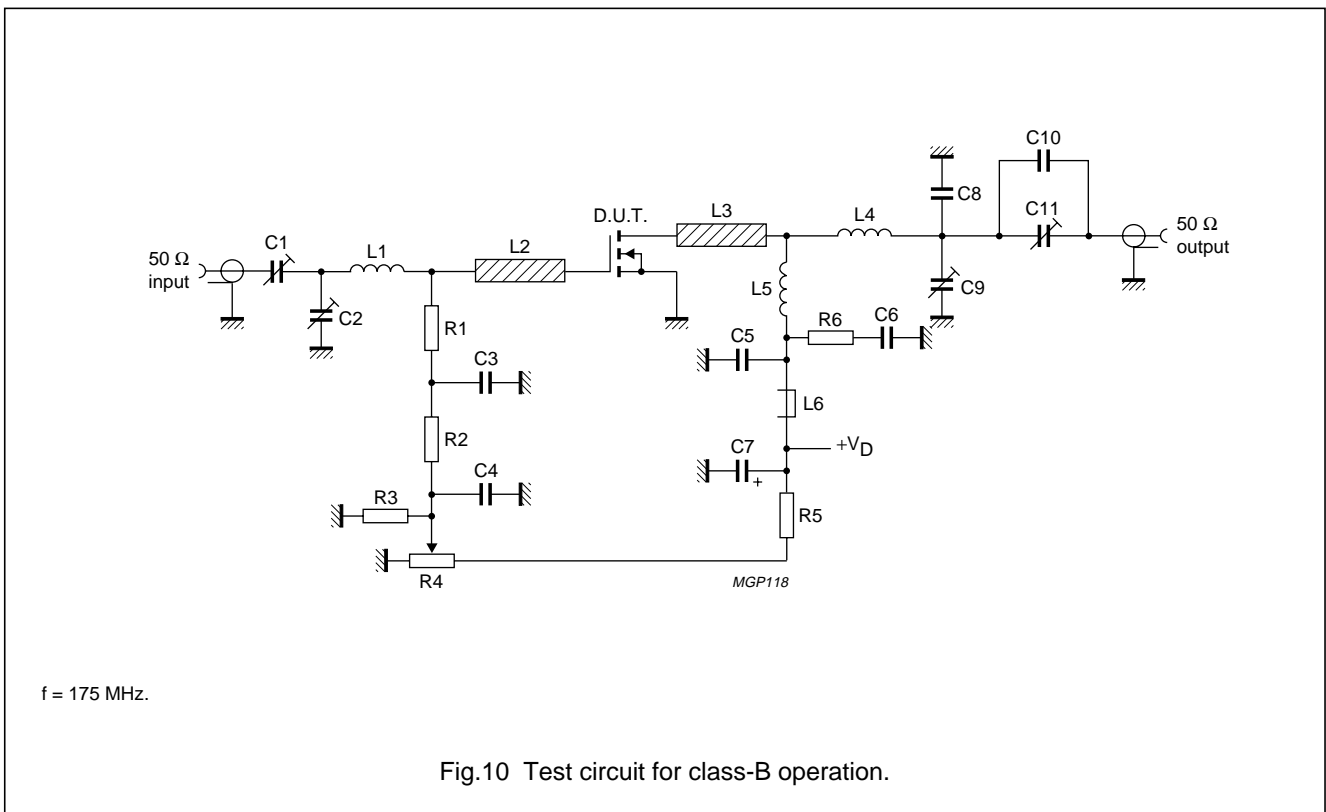 C10
C8
D.U.T.
L3
L4
C11
50 Ω
output
50 Ω
input
C1
L1
L2
C9
L5
C2
R1
R6
C6
C5
C3
L6
R2
C7
+VD
C4
+
R3
R5
R4
MGP118
f = 175 MHz.
Fig.10 Test circuit for class-B operation.